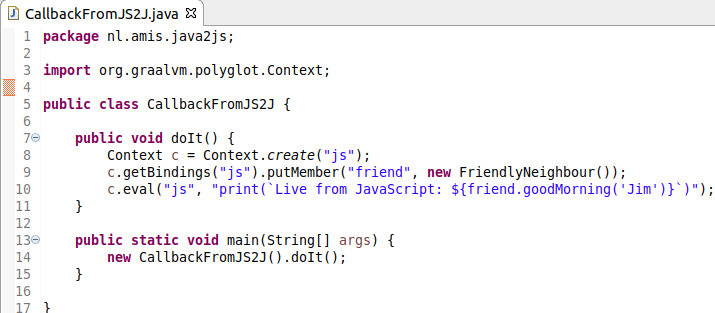 CallbackFromJS2J.java
1 package nl.amis.java2js;
2
3 import org.graalvm.polyglot.Context;
4
5 public class CallbackFromJS2J {
6
7 public void doIt() {
8 Context c = Context.create("js");
9 c.getBindings("js").putMember("friend", new FriendlyNeighbour());
10 c.eval("js", "print(`Live from JavaScript: ${friend.goodMorning('Jim')}`)");
11 }
12
13 public static void main(String[] args) {
14 new CallbackFromJS2J().doIt();
15 }
16
17 }